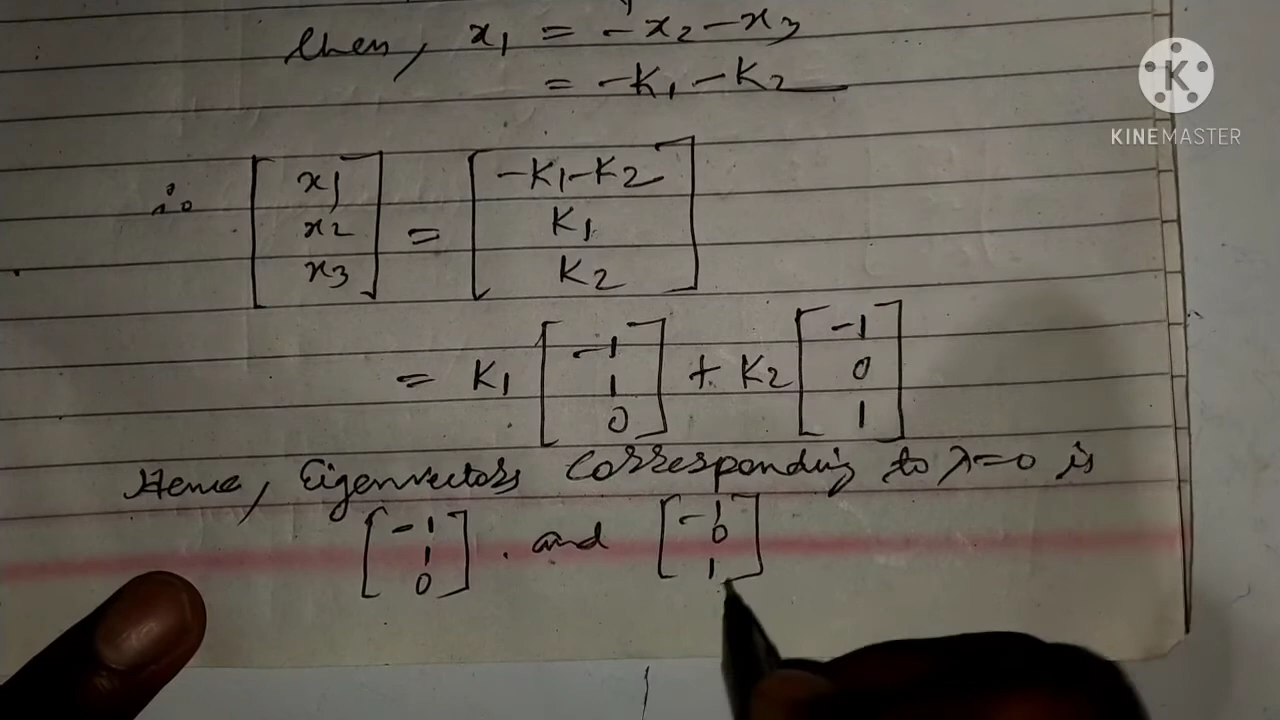 then, x1 = -x2-x3
= -K1-K2
KINEMASTER
∴ [x1 x2 x3] = [-K1-K2 K1 K2]
= K1 [-1 1 0] + K2 [-1 0 1]
Hence, Eigenvectors Corresponding to λ=0 is
[-1 1 0] . and [-1 0 1]